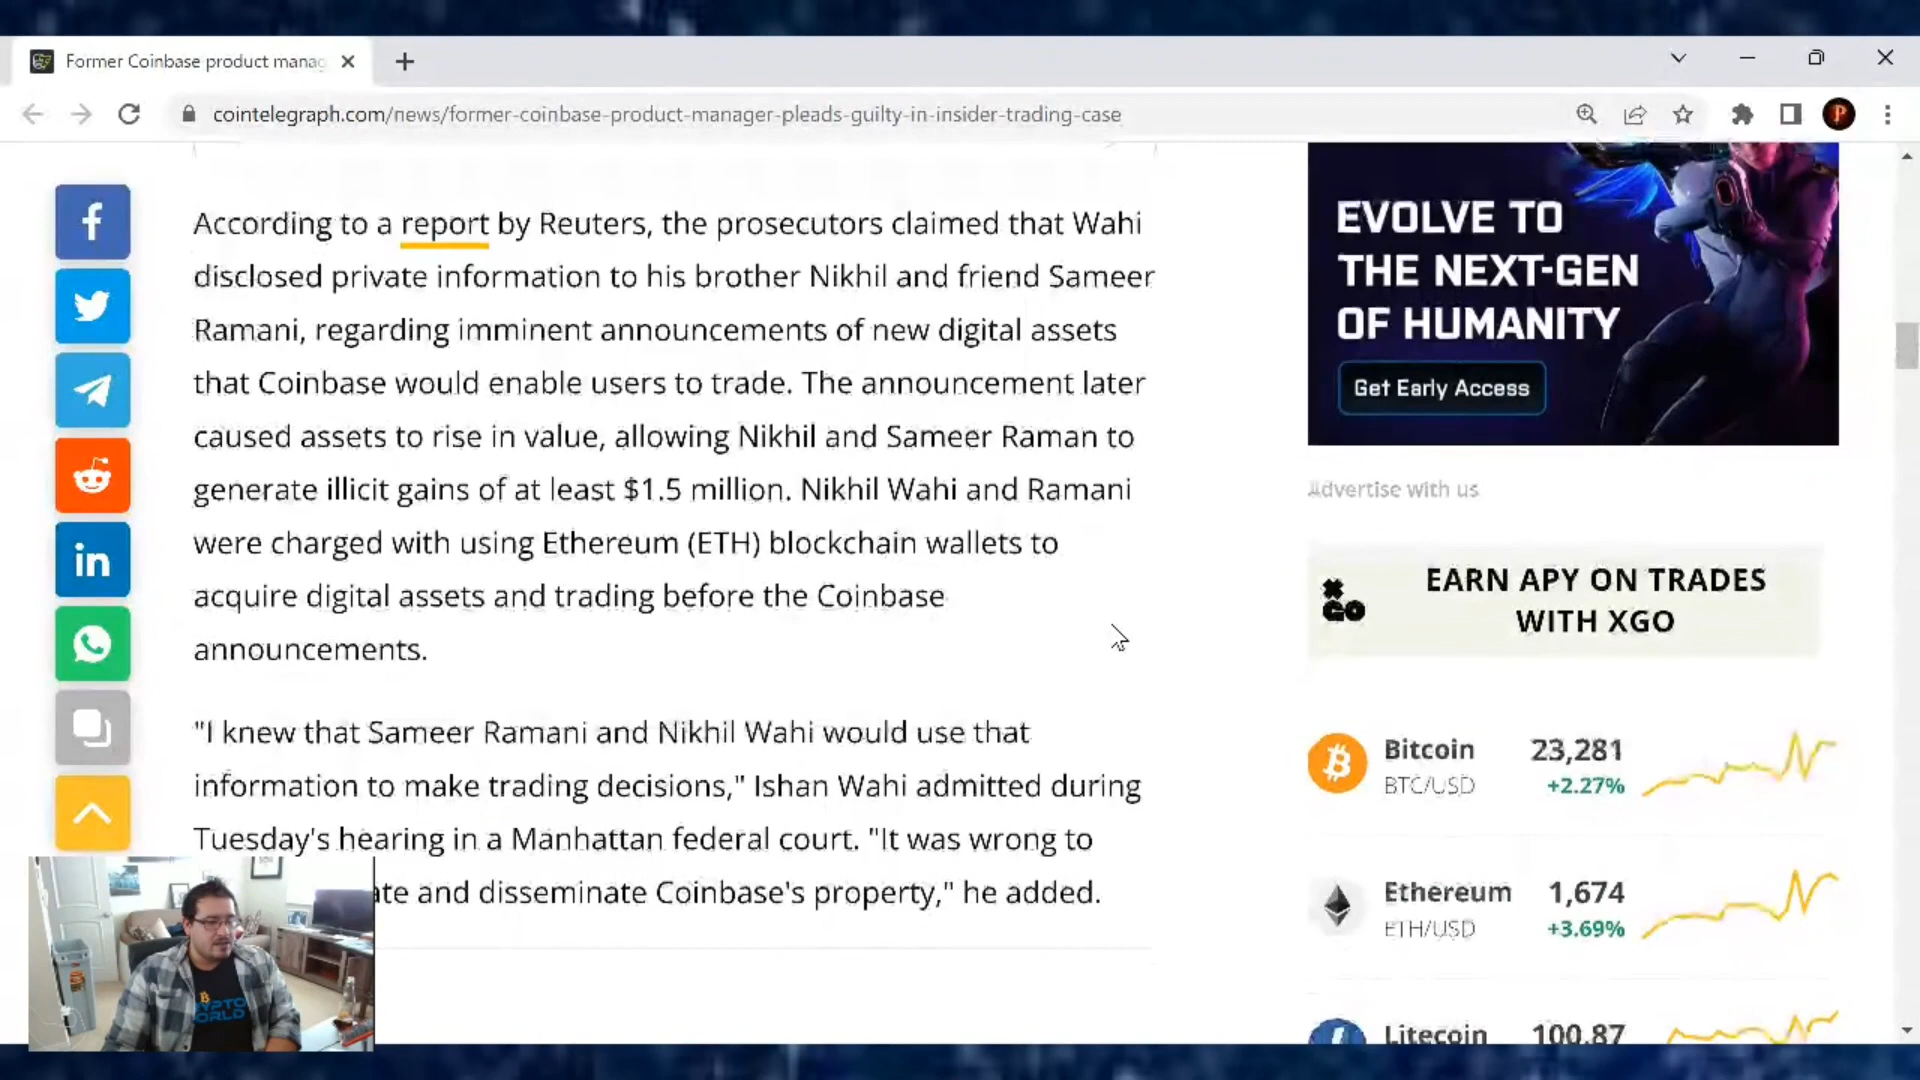 Former Coinbase product manag
cointelegraph.com/news/former-coinbase-product-manager-pleads-guilty-in-insider-trading-case
P
According to a report by Reuters, the prosecutors claimed that Wahi
disclosed private information to his brother Nikhil and friend Sameer
Ramani, regarding imminent announcements of new digital assets
that Coinbase would enable users to trade. The announcement later
caused assets to rise in value, allowing Nikhil and Sameer Raman to
generate illicit gains of at least $1.5 million. Nikhil Wahi and Ramani
were charged with using Ethereum (ETH) blockchain wallets to
acquire digital assets and trading before the Coinbase
announcements.
"I knew that Sameer Ramani and Nikhil Wahi would use that
information to make trading decisions," Ishan Wahi admitted during
Tuesday's hearing in a Manhattan federal court. "It was wrong to
ate and disseminate Coinbase's property," he added.
f
in
EVOLVE TO
THE NEXT-GEN
OF HUMANITY
Get Early Access
Advertise with us
GO
EARN APY ON TRADES
WITH XGO
Bitcoin 23,281
BTC/USD +2.27%
Ethereum 1,674
ETH/USD +3.69%
Litecoin 100.87
YPTO
ORLD